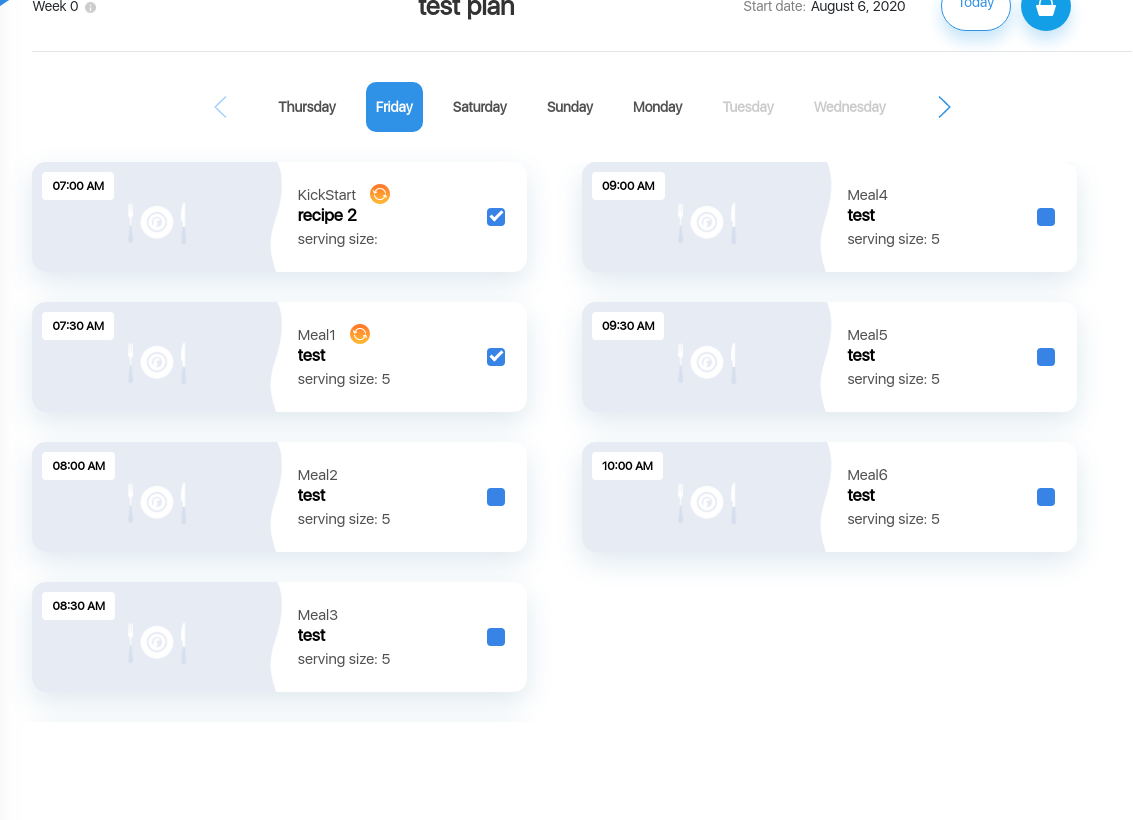 Week 0
test plan
Start date: August 6, 2020
Today
Thursday
Friday
Saturday
Sunday
Monday
Tuesday
Wednesday
07:00 AM
KickStart
recipe 2
serving size:
07:30 AM
Meal1
test
serving size: 5
08:00 AM
Meal2
test
serving size: 5
08:30 AM
Meal3
test
serving size: 5
09:00 AM
Meal4
test
serving size: 5
09:30 AM
Meal5
test
serving size: 5
10:00 AM
Meal6
test
serving size: 5